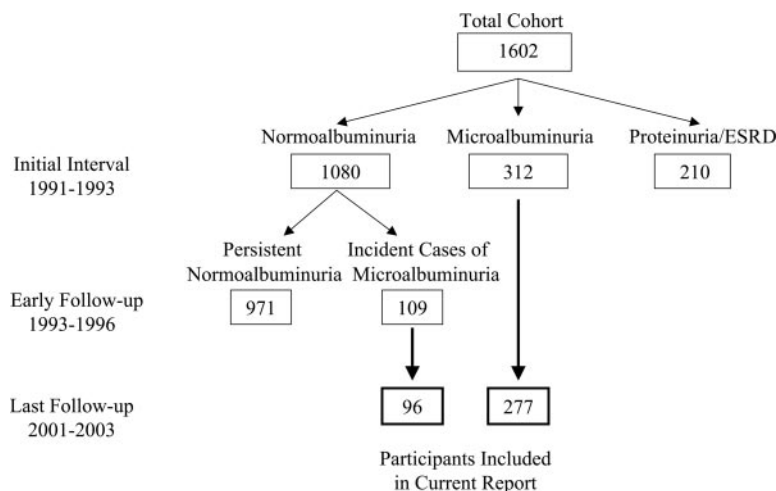 Total Cohort
1602
Normoalbuminuria Microalbuminuria Proteinuria/ESRD
Initial Interval
1991-1993
1080 312 210
Persistent
Normoalbuminuria
Incident Cases of
Microalbuminuria
Early Follow-up
1993-1996
971 109
Last Follow-up
2001-2003
96 277
Participants Included
in Current Report